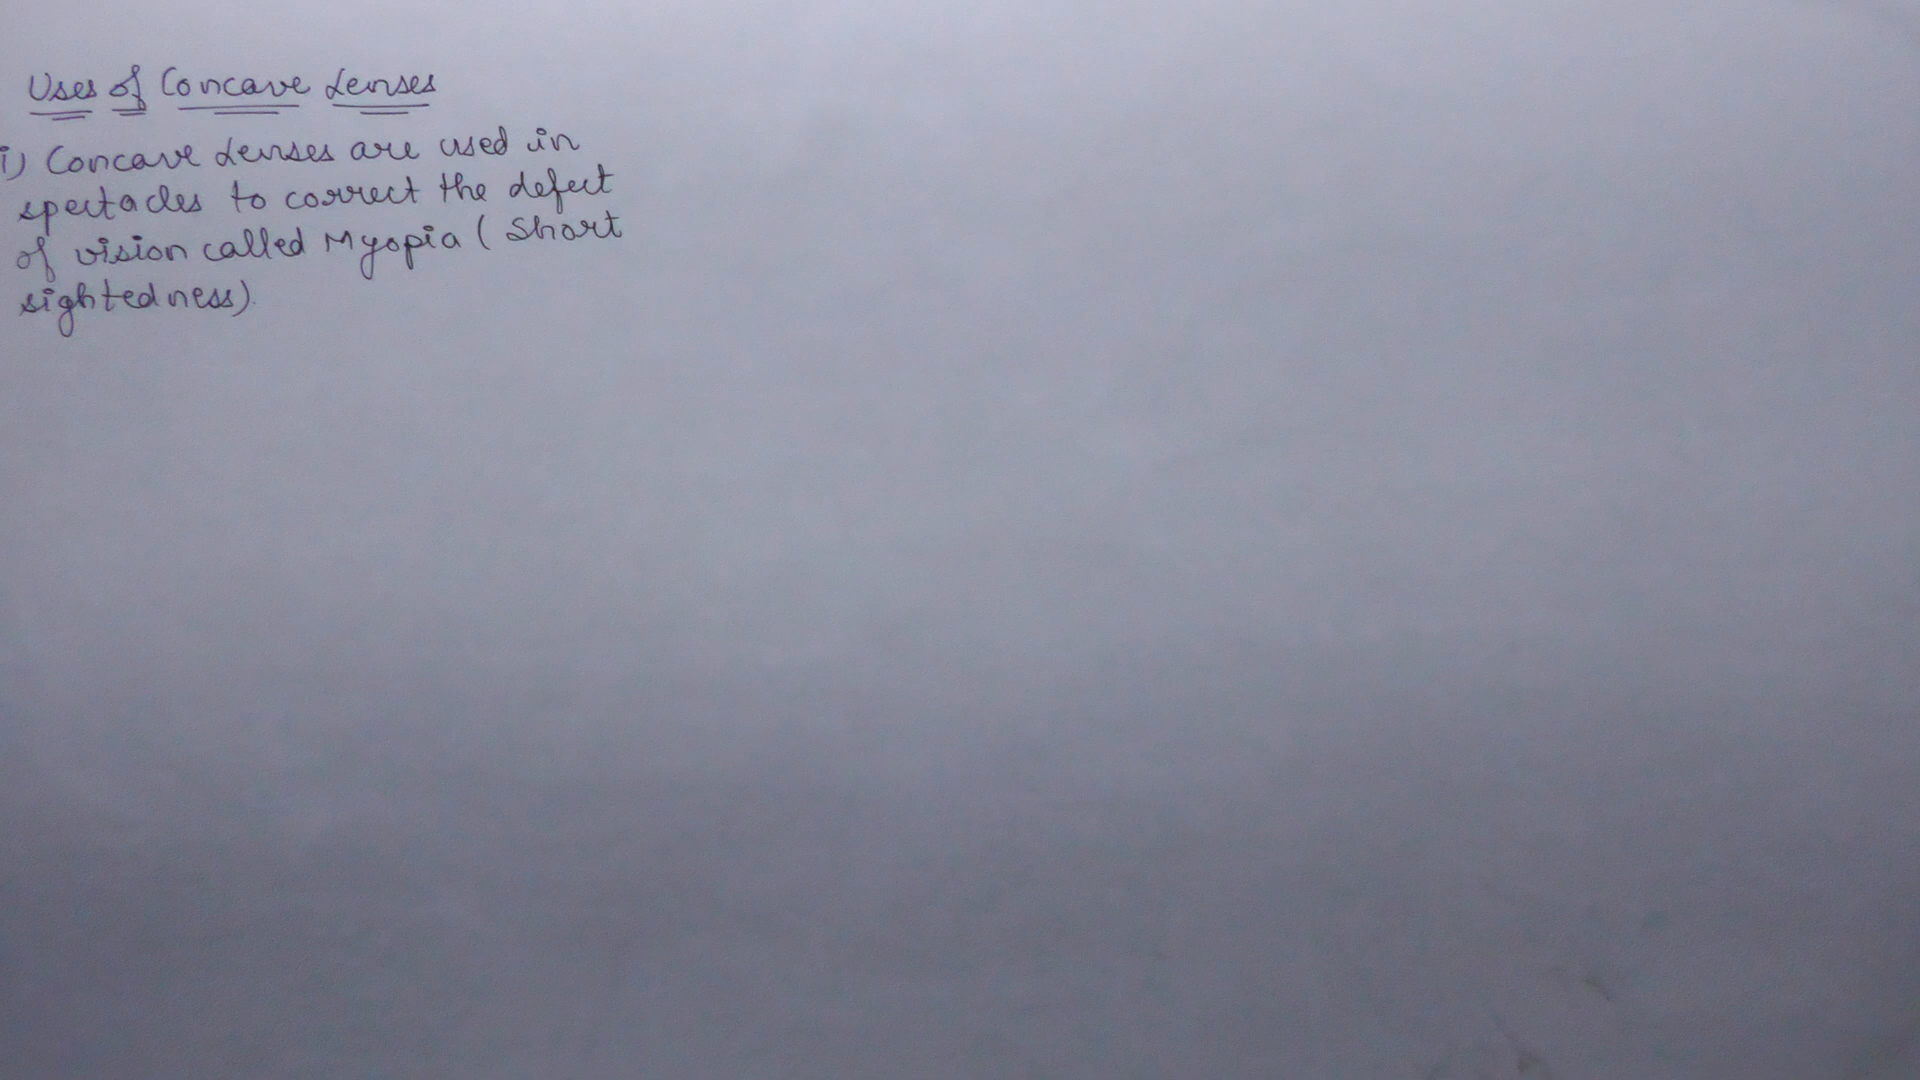 Uses of Concave Lenses
i) Concave Lenses are used in
spectacles to correct the defect
of vision called Myopia ( Short
sightedness).